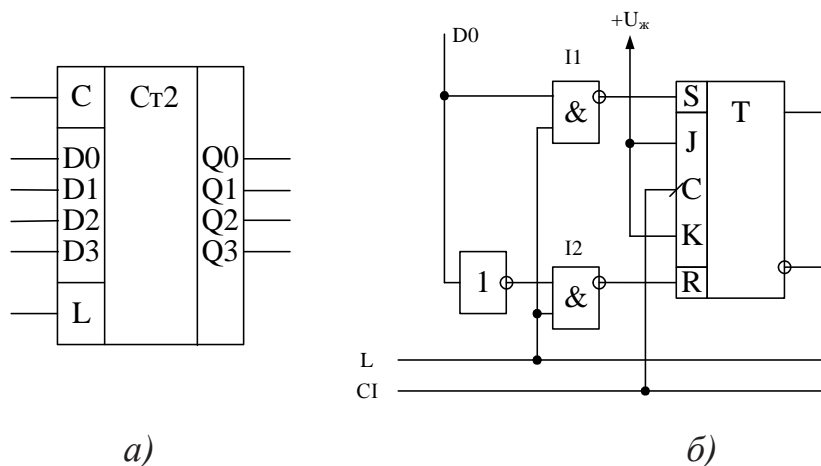 C
Ст2
D0
D1
D2
D3
L
Q0
Q1
Q2
Q3
а)
D0
+Uж
I1
&
S
T
J
C
K
1
I2
&
R
L
CI
б)